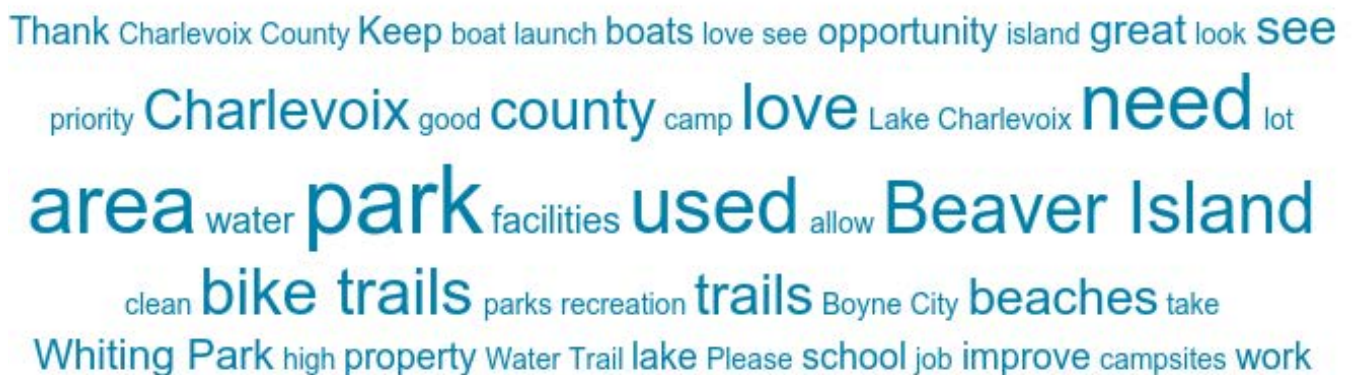 Thank Charlevoix County Keep boat launch boats love see opportunity island great look see
priority Charlevoix good county camp love Lake Charlevoix need lot
area water park facilities used allow Beaver Island
clean bike trails parks recreation trails Boyne City beaches take
Whiting Park high property Water Trail lake Please school job improve campsites work